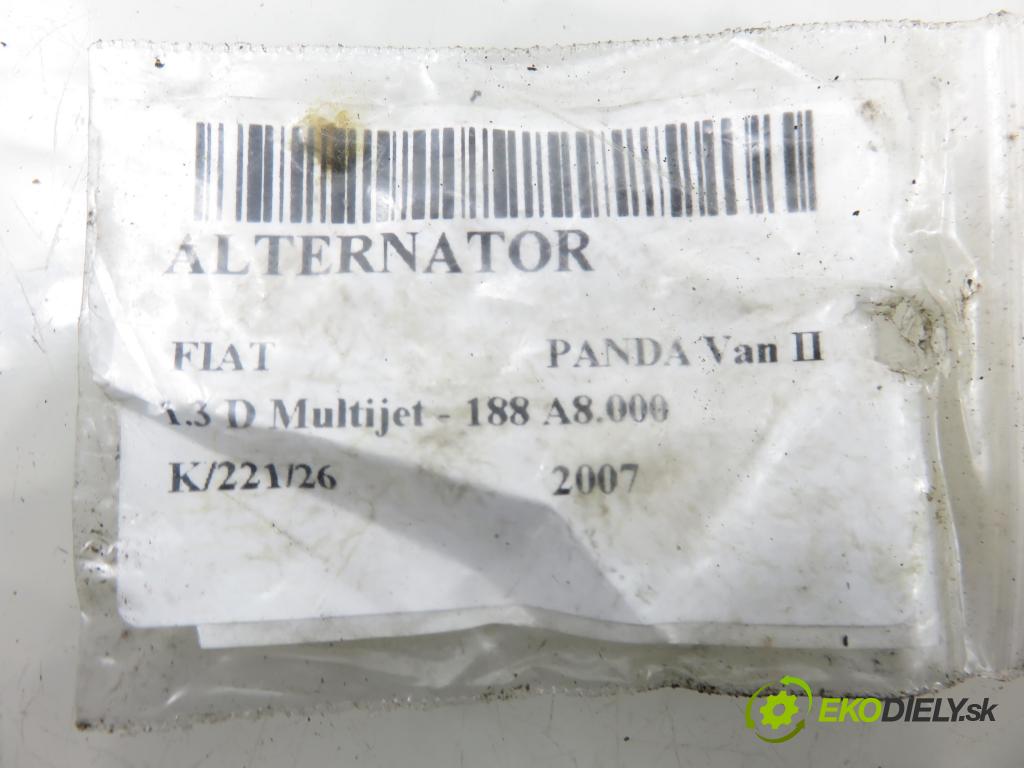 ALTERNATOR
FIAT PANDA Van II
1.3 D Multijet - 188 A8.000
K/221/26 2007
EKODIELY.sk